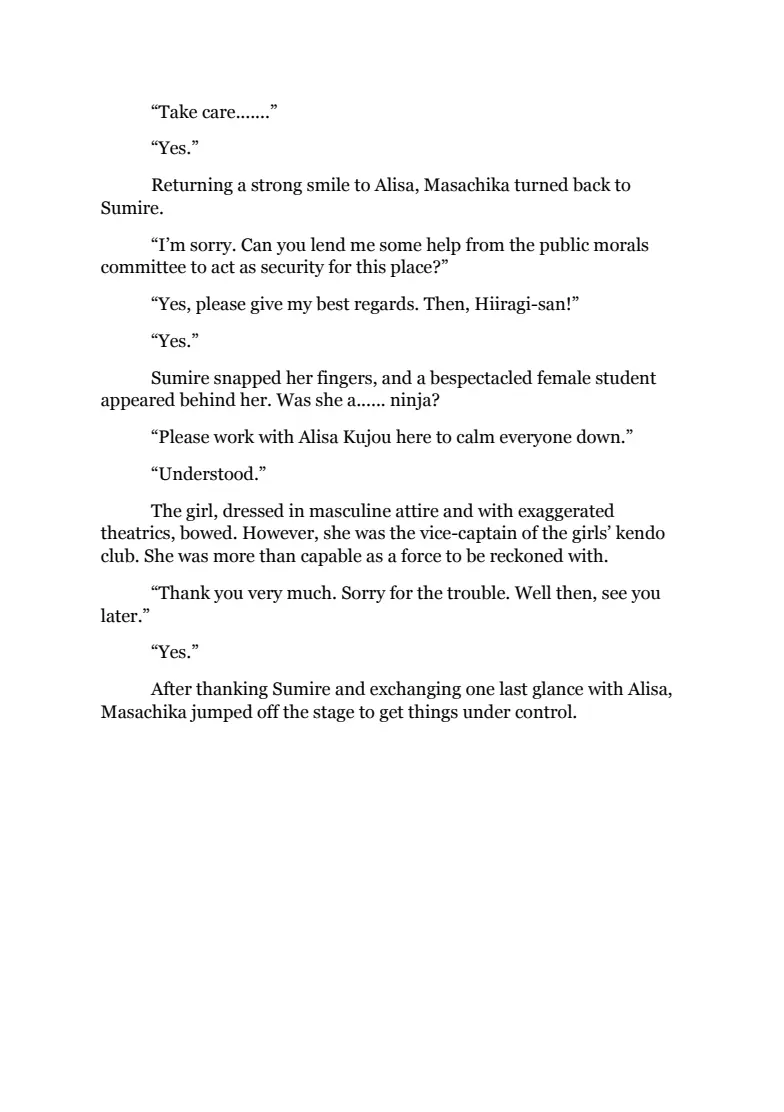 “Take care…….”
“Yes.”
Returning a strong smile to Alisa, Masachika turned back to
Sumire.
“I’m sorry. Can you lend me some help from the public morals
committee to act as security for this place?”
“Yes, please give my best regards. Then, Hiiragi-san!”
“Yes.”
Sumire snapped her fingers, and a bespectacled female student
appeared behind her. Was she a…... ninja?
“Please work with Alisa Kujou here to calm everyone down.”
“Understood.”
The girl, dressed in masculine attire and with exaggerated
theatrics, bowed. However, she was the vice-captain of the girls’ kendo
club. She was more than capable as a force to be reckoned with.
“Thank you very much. Sorry for the trouble. Well then, see you
later.”
“Yes.”
After thanking Sumire and exchanging one last glance with Alisa,
Masachika jumped off the stage to get things under control.